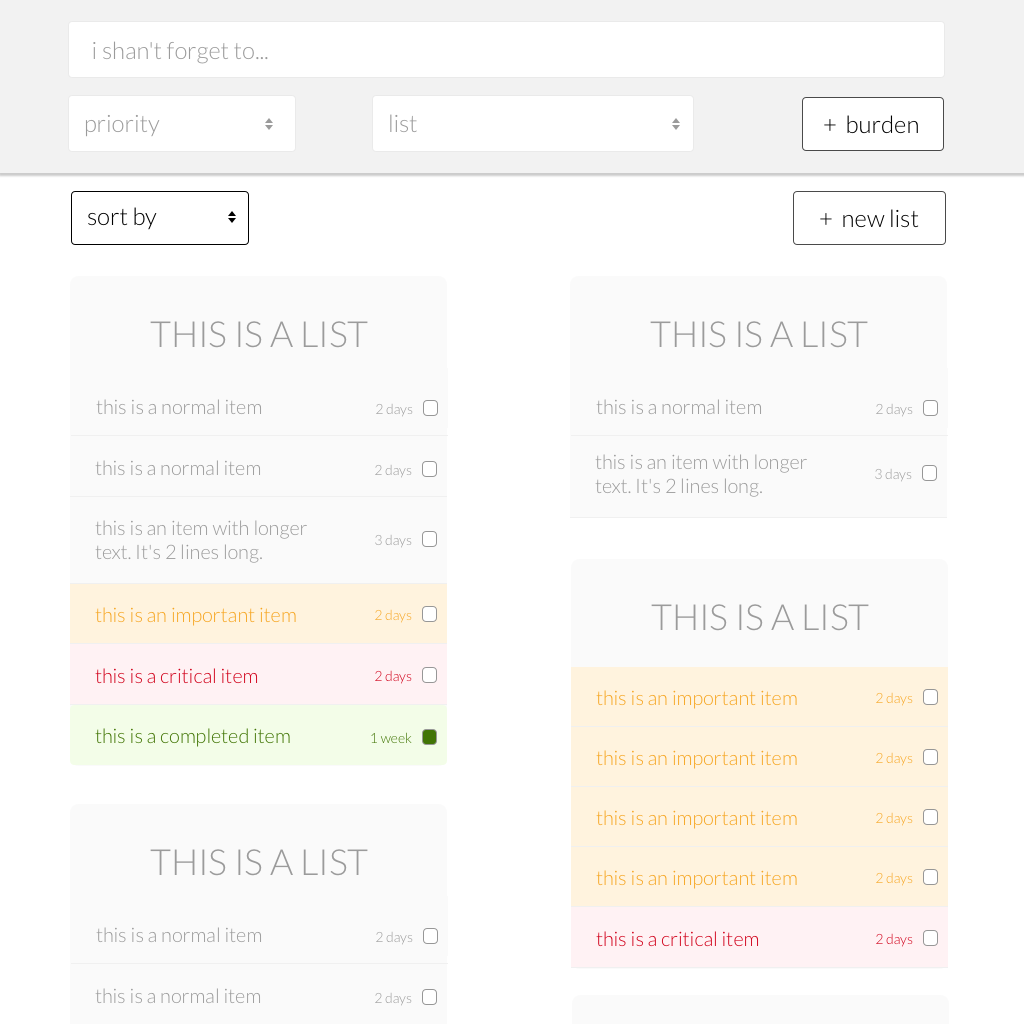 i shan't forget to...
priority
list
+ burden
sort by
+ new list
THIS IS A LIST
this is a normal item
2 days
this is a normal item
2 days
this is an item with longer
text. It's 2 lines long.
3 days
this is an important item
2 days
this is a critical item
2 days
this is a completed item
1 week
THIS IS A LIST
this is a normal item
2 days
this is a normal item
2 days
THIS IS A LIST
this is a normal item
2 days
this is an item with longer
text. It's 2 lines long.
3 days
THIS IS A LIST
this is an important item
2 days
this is an important item
2 days
this is an important item
2 days
this is an important item
2 days
this is a critical item
2 days